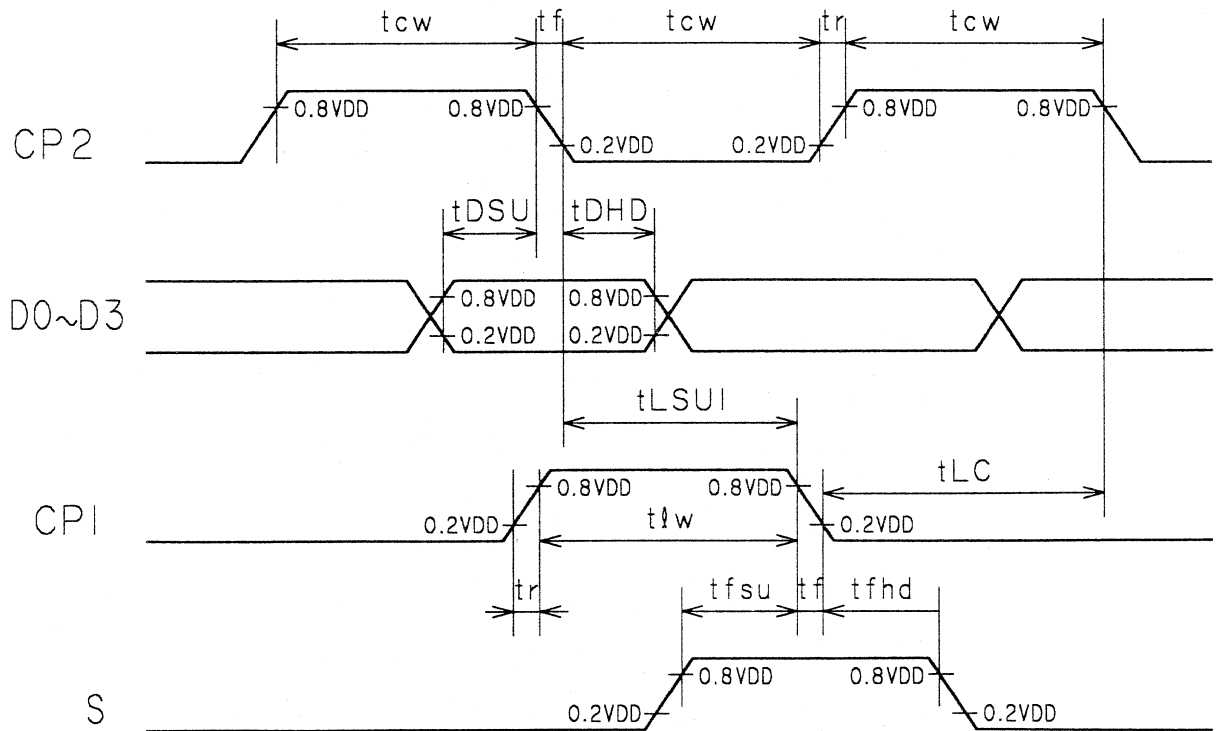 tcw tf tcw tr tcw
0.8VDD 0.8VDD 0.8VDD 0.8VDD
CP2
0.2VDD 0.2VDD
tDSU tDHD
0.8VDD 0.8VDD
D0~D3
0.2VDD 0.2VDD
tLSU1
tLC
0.8VDD 0.8VDD
CP1
0.2VDD tℓw 0.2VDD
tr tfsu tf tfhd
0.8VDD 0.8VDD
S
0.2VDD 0.2VDD